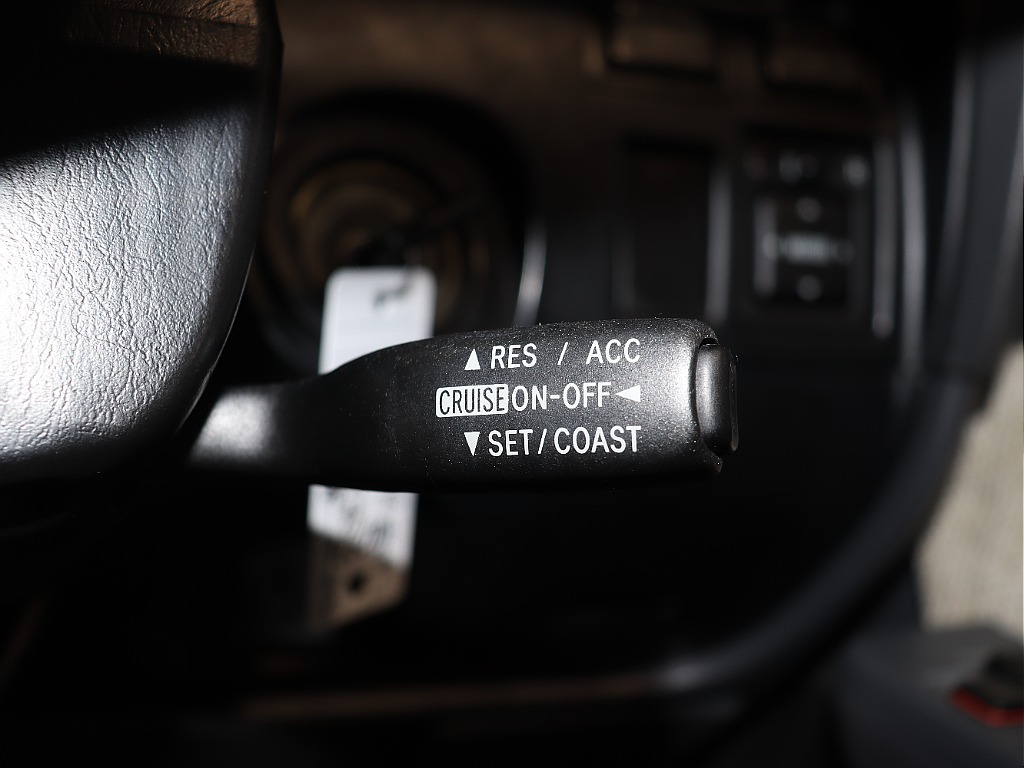 ▲RES / ACC
CRUISE ON-OFF◄
▼SET/COAST